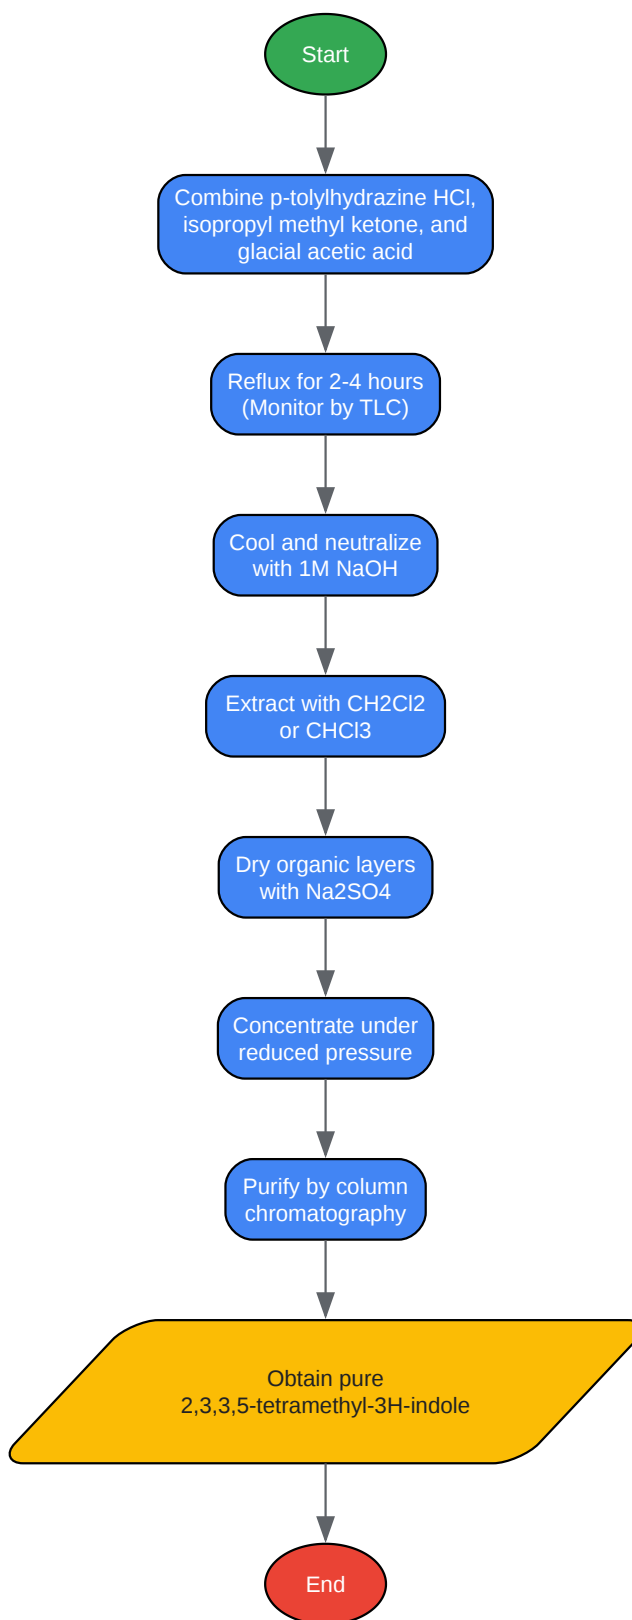 Start
Combine p-tolylhydrazine HCl,
isopropyl methyl ketone, and
glacial acetic acid
Reflux for 2-4 hours
(Monitor by TLC)
Cool and neutralize
with 1M NaOH
Extract with CH2Cl2
or CHCl3
Dry organic layers
with Na2SO4
Concentrate under
reduced pressure
Purify by column
chromatography
Obtain pure
2,3,3,5-tetramethyl-3H-indole
End